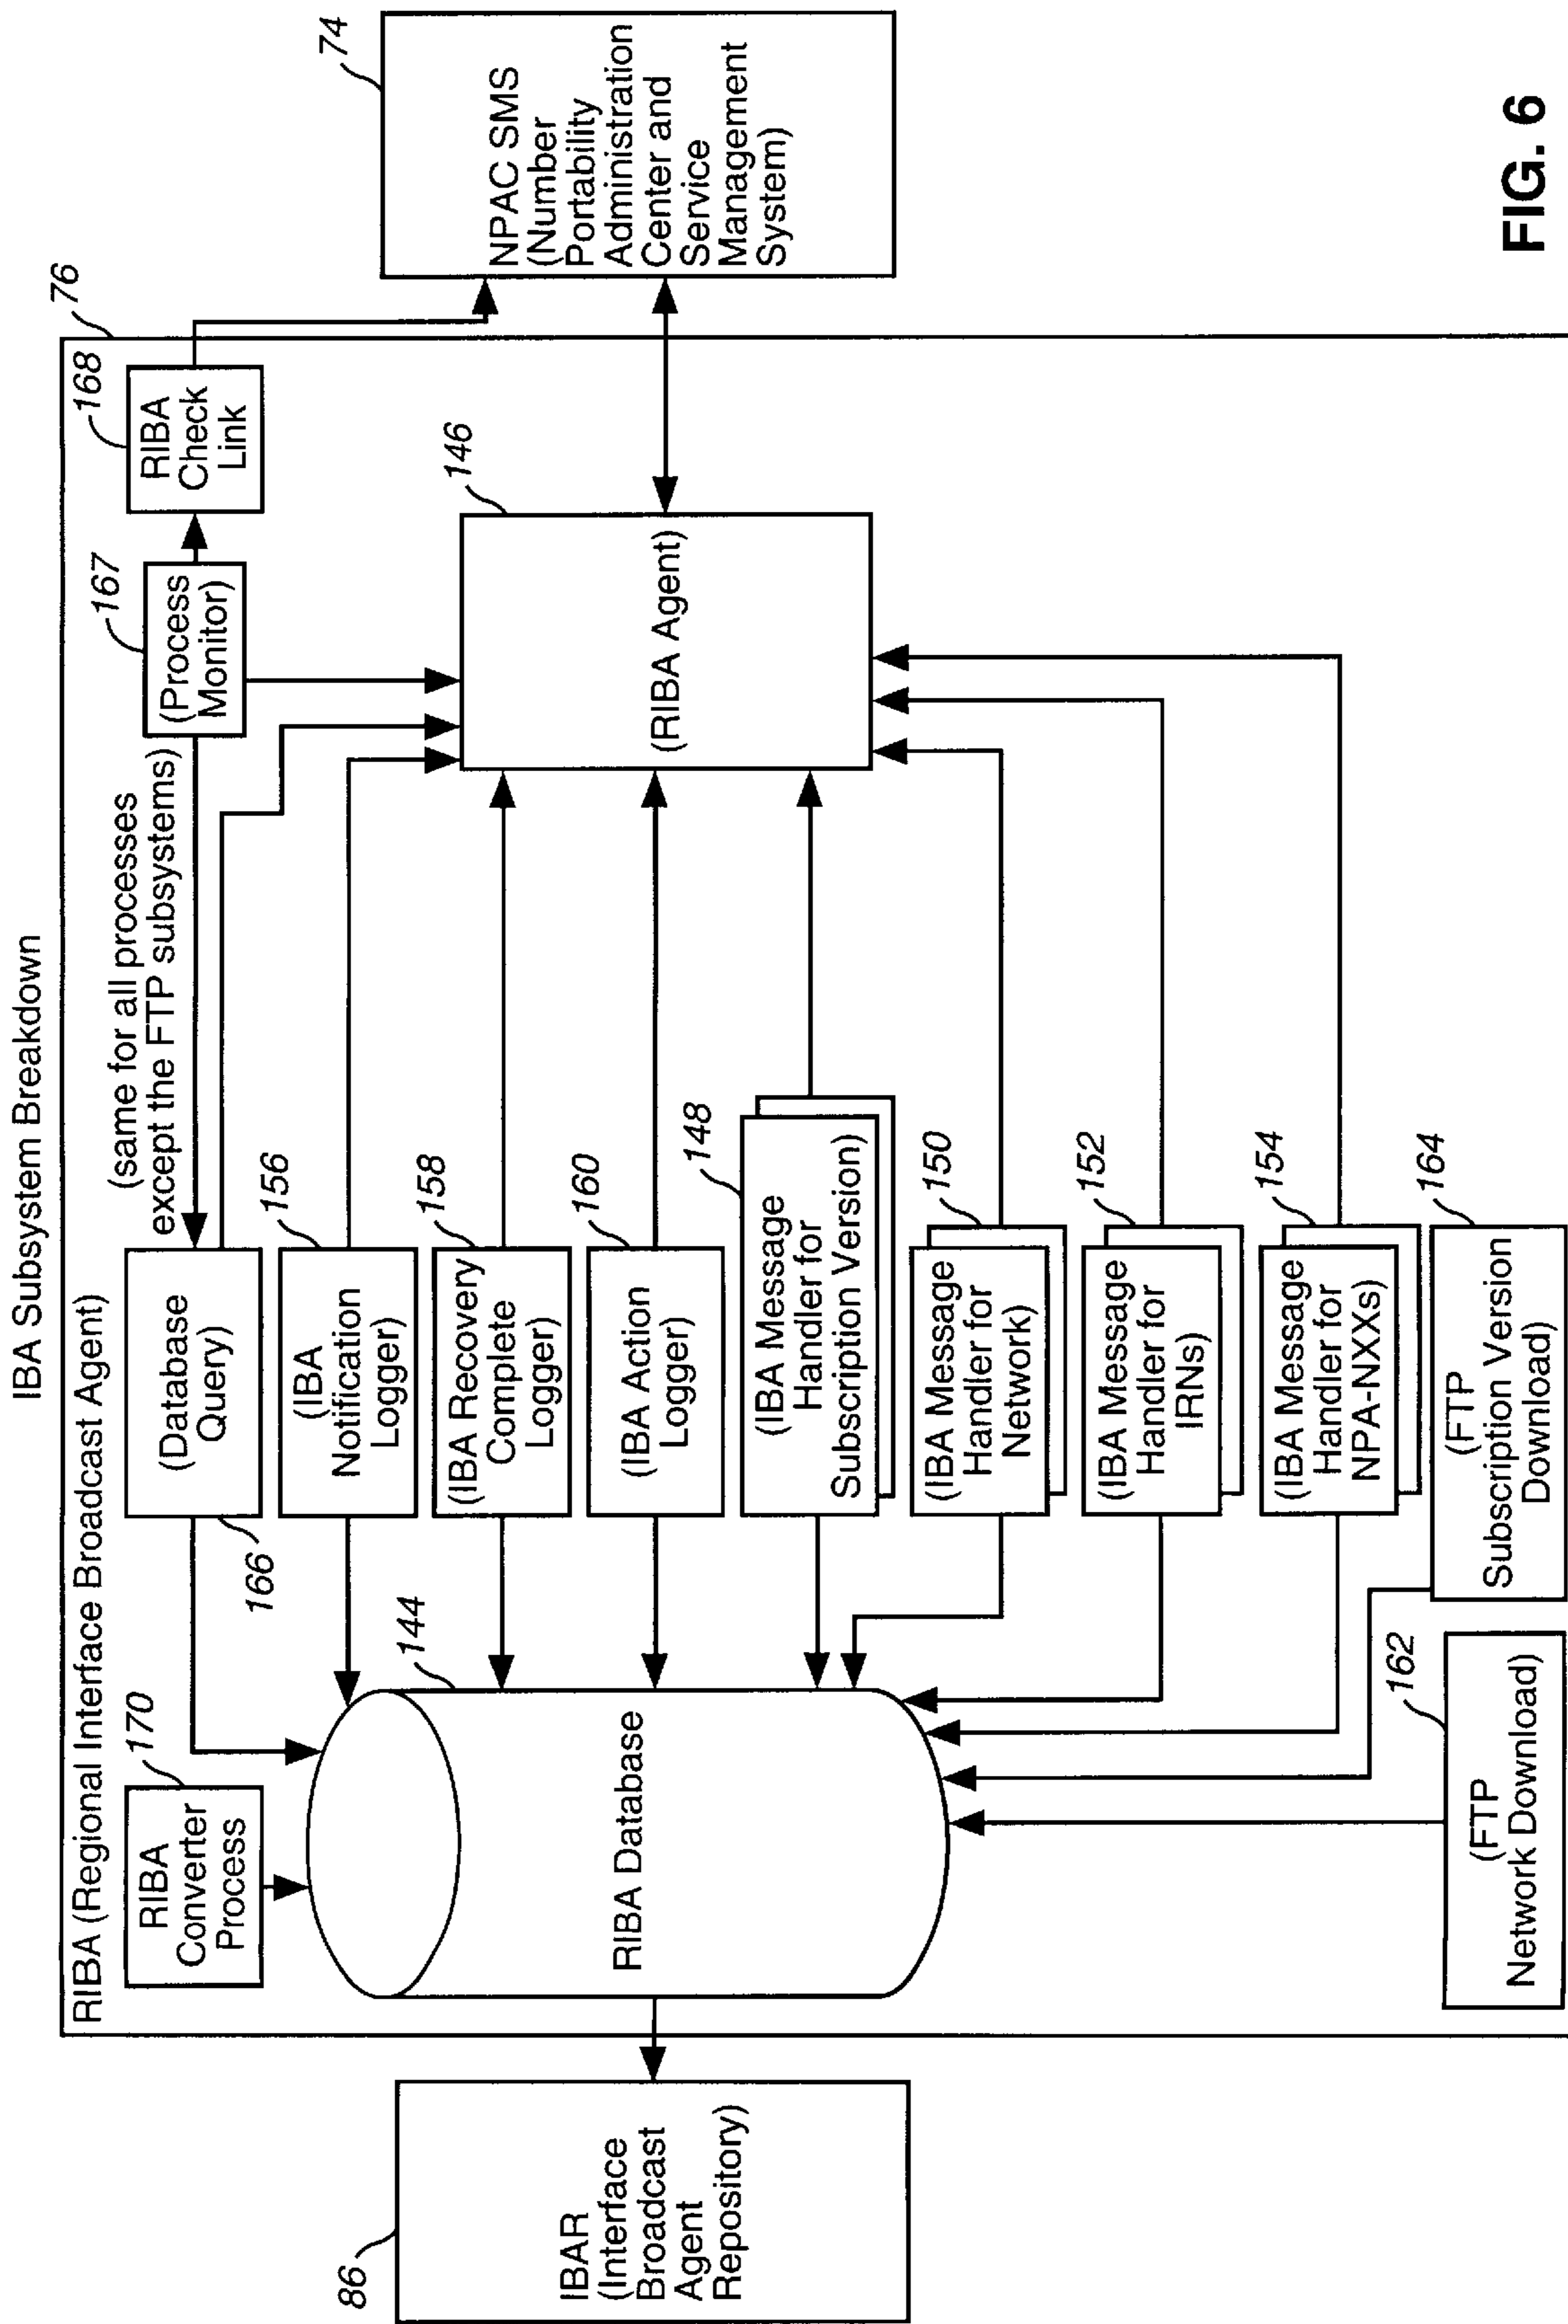 IBA Subsystem Breakdown
RIBA (Regional Interface Broadcast Agent)
76
86
IBAR
(Interface
Broadcast
Agent
Repository)
170
RIBA
Converter
Process
144
RIBA Database
166
(Database
Query)
(same for all processes
except the FTP subsystems)
156
(IBA
Notification
Logger)
158
(IBA Recovery
Complete
Logger)
160
(IBA Action
Logger)
148
(IBA Message
Handler for
Subscription Version)
150
(IBA Message
Handler for
Network)
152
(IBA Message
Handler for
IRNs)
154
(IBA Message
Handler for
NPA-NXXs)
164
(FTP
Subscription Version
Download)
162
(FTP
Network Download)
167
(Process
Monitor)
168
RIBA
Check
Link
146
(RIBA Agent)
74
NPAC SMS
(Number
Portability
Administration
Center and
Service
Management
System)
FIG. 6